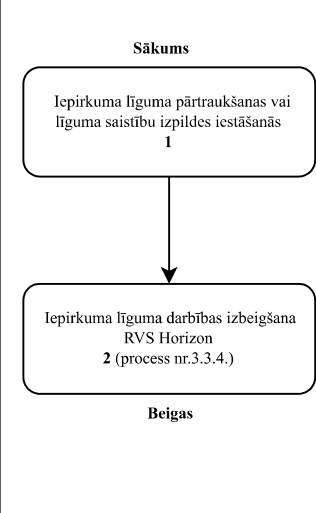 Sākums
Iepirkuma līguma pārtraukšanas vai
līguma saistību izpildes iestāšanās
1
Iepirkuma līguma darbības izbeigšana
RVS Horizon
2 (process nr.3.3.4.)
Beigas